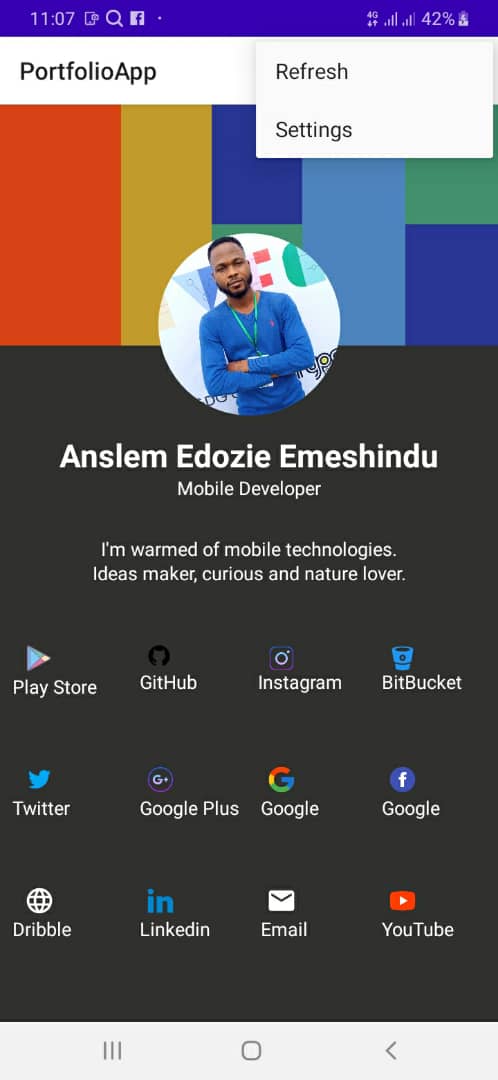 11:07
4G
42%
PortfolioApp
Refresh
Settings
Anslem Edozie Emeshindu
Mobile Developer
I'm warmed of mobile technologies.
Ideas maker, curious and nature lover.
Play Store
GitHub
Instagram
BitBucket
Twitter
G+
Google Plus
Google
Google
Dribble
Linkedin
Email
YouTube